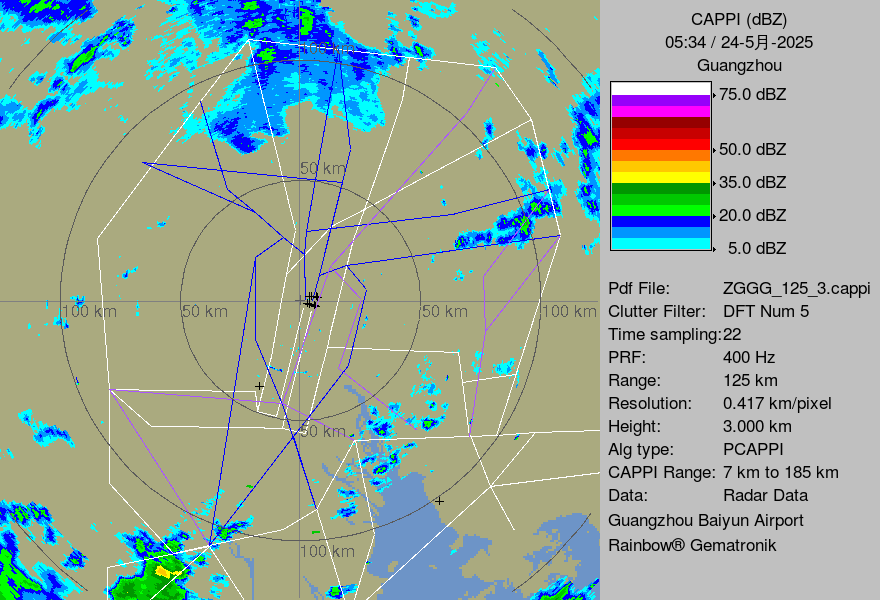 CAPPI (dBZ)
05:34 / 24-5月-2025
Guangzhou
75.0 dBZ
50.0 dBZ
35.0 dBZ
20.0 dBZ
5.0 dBZ
Pdf File: ZGGG_125_3.cappi
Clutter Filter: DFT Num 5
Time sampling:22
PRF: 400 Hz
Range: 125 km
Resolution: 0.417 km/pixel
Height: 3.000 km
Alg type: PCAPPI
CAPPI Range: 7 km to 185 km
Data: Radar Data
Guangzhou Baiyun Airport
Rainbow® Gematronik
100 km
50 km
100 km
50 km
50 km
100 km
50 km
100 km